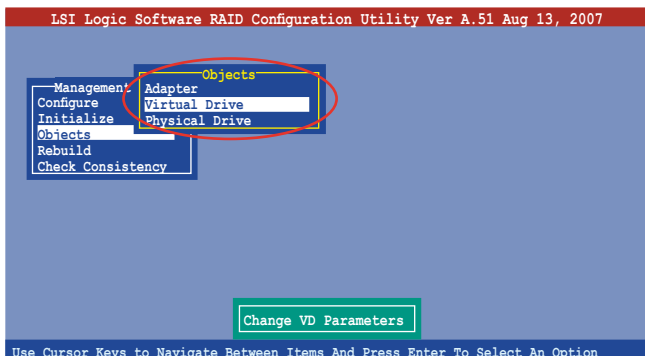 LSI Logic Software RAID Configuration Utility Ver A.51 Aug 13, 2007
Management
Configure
Initialize
Objects
Rebuild
Check Consistency
Objects
Adapter
Virtual Drive
Physical Drive
Change VD Parameters
Use Cursor Keys to Navigate Between Items And Press Enter To Select An Option